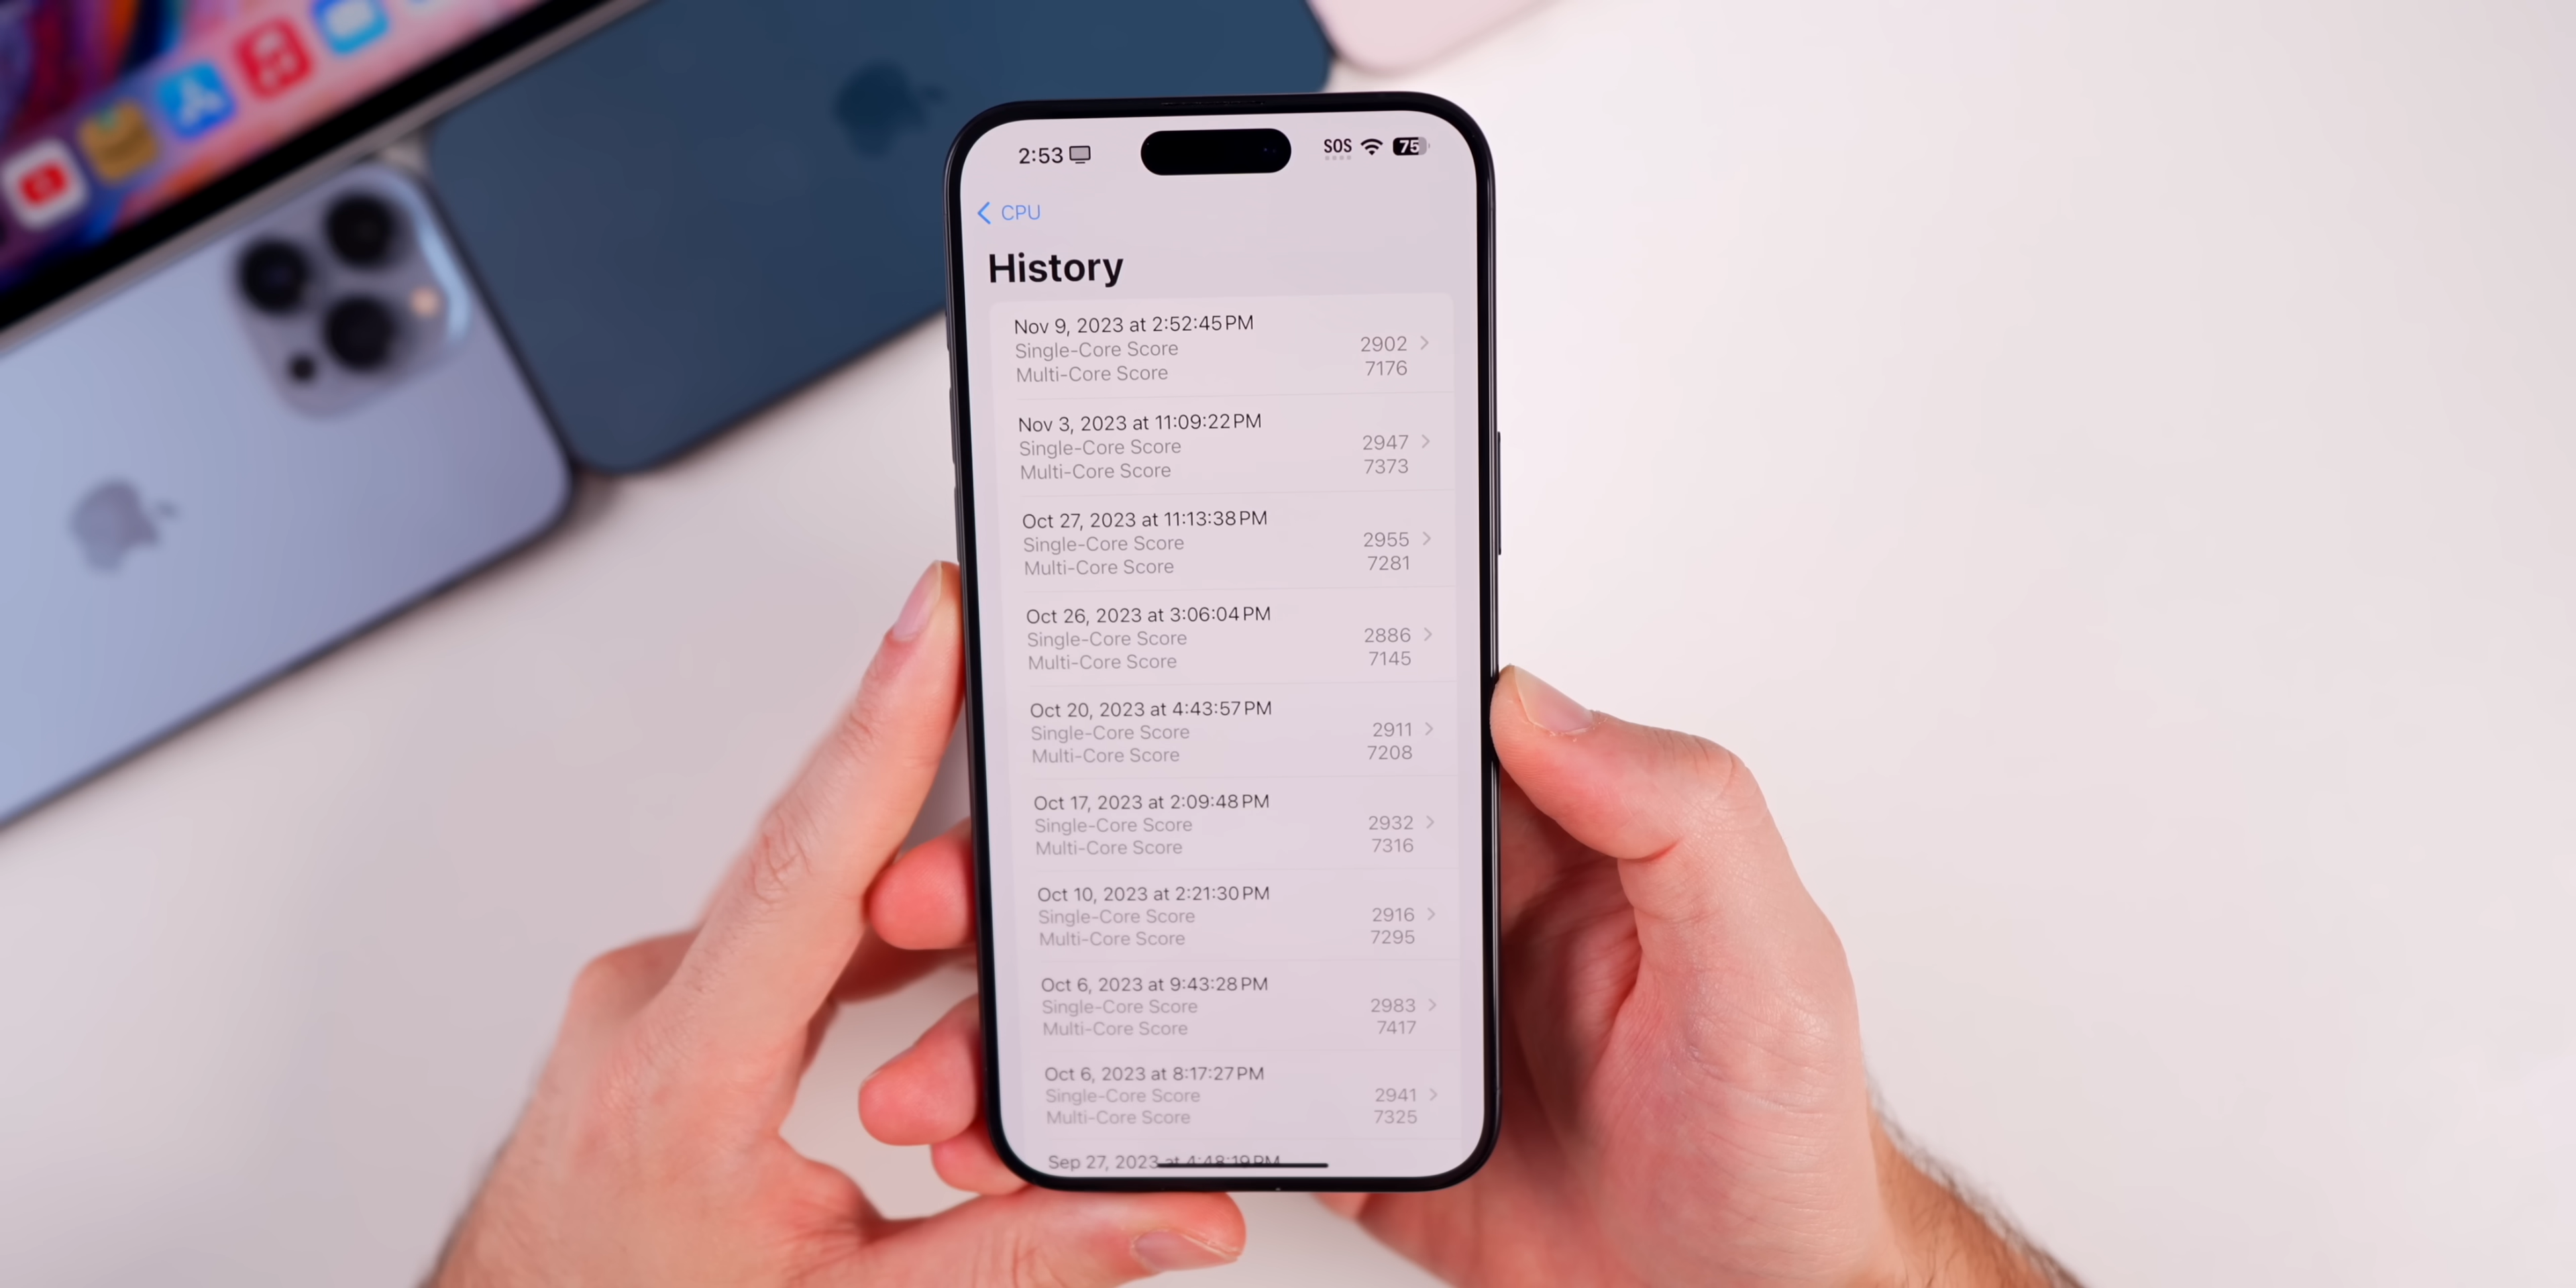 2:53
SOS 75
CPU
History
Nov 9, 2023 at 2:52:45 PM
Single-Core Score 2902
Multi-Core Score 7176
Nov 3, 2023 at 11:09:22 PM
Single-Core Score 2947
Multi-Core Score 7373
Oct 27, 2023 at 11:13:38 PM
Single-Core Score 2955
Multi-Core Score 7281
Oct 26, 2023 at 3:06:04 PM
Single-Core Score 2886
Multi-Core Score 7145
Oct 20, 2023 at 4:43:57 PM
Single-Core Score 2911
Multi-Core Score 7208
Oct 17, 2023 at 2:09:48 PM
Single-Core Score 2932
Multi-Core Score 7316
Oct 10, 2023 at 2:21:30 PM
Single-Core Score 2916
Multi-Core Score 7295
Oct 6, 2023 at 9:43:28 PM
Single-Core Score 2983
Multi-Core Score 7417
Oct 6, 2023 at 8:17:27 PM
Single-Core Score 2941
Multi-Core Score 7325
Sep 27, 2023 at 4:48:19 PM